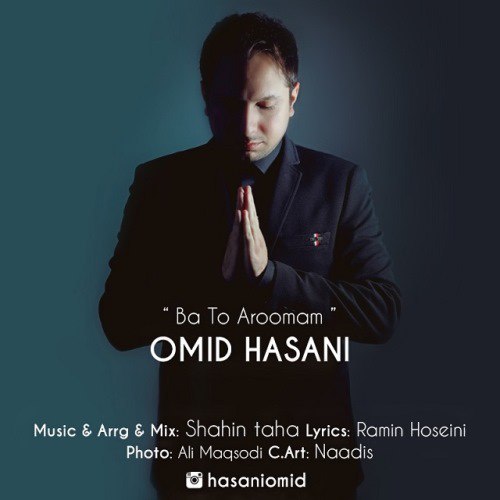 “ Ba To Aroomam ”
OMID HASANI
Music & Arrg & Mix: Shahin taha Lyrics: Ramin Hoseini
Photo: Ali Maqsodi C.Art: Naadis
hasaniomid